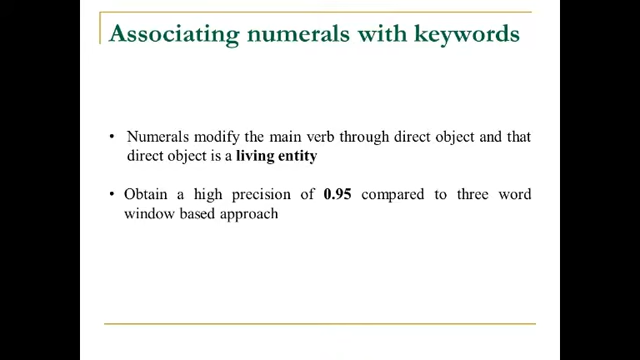 Associating numerals with keywords
• Numerals modify the main verb through direct object and that
direct object is a living entity
• Obtain a high precision of 0.95 compared to three word
window based approach